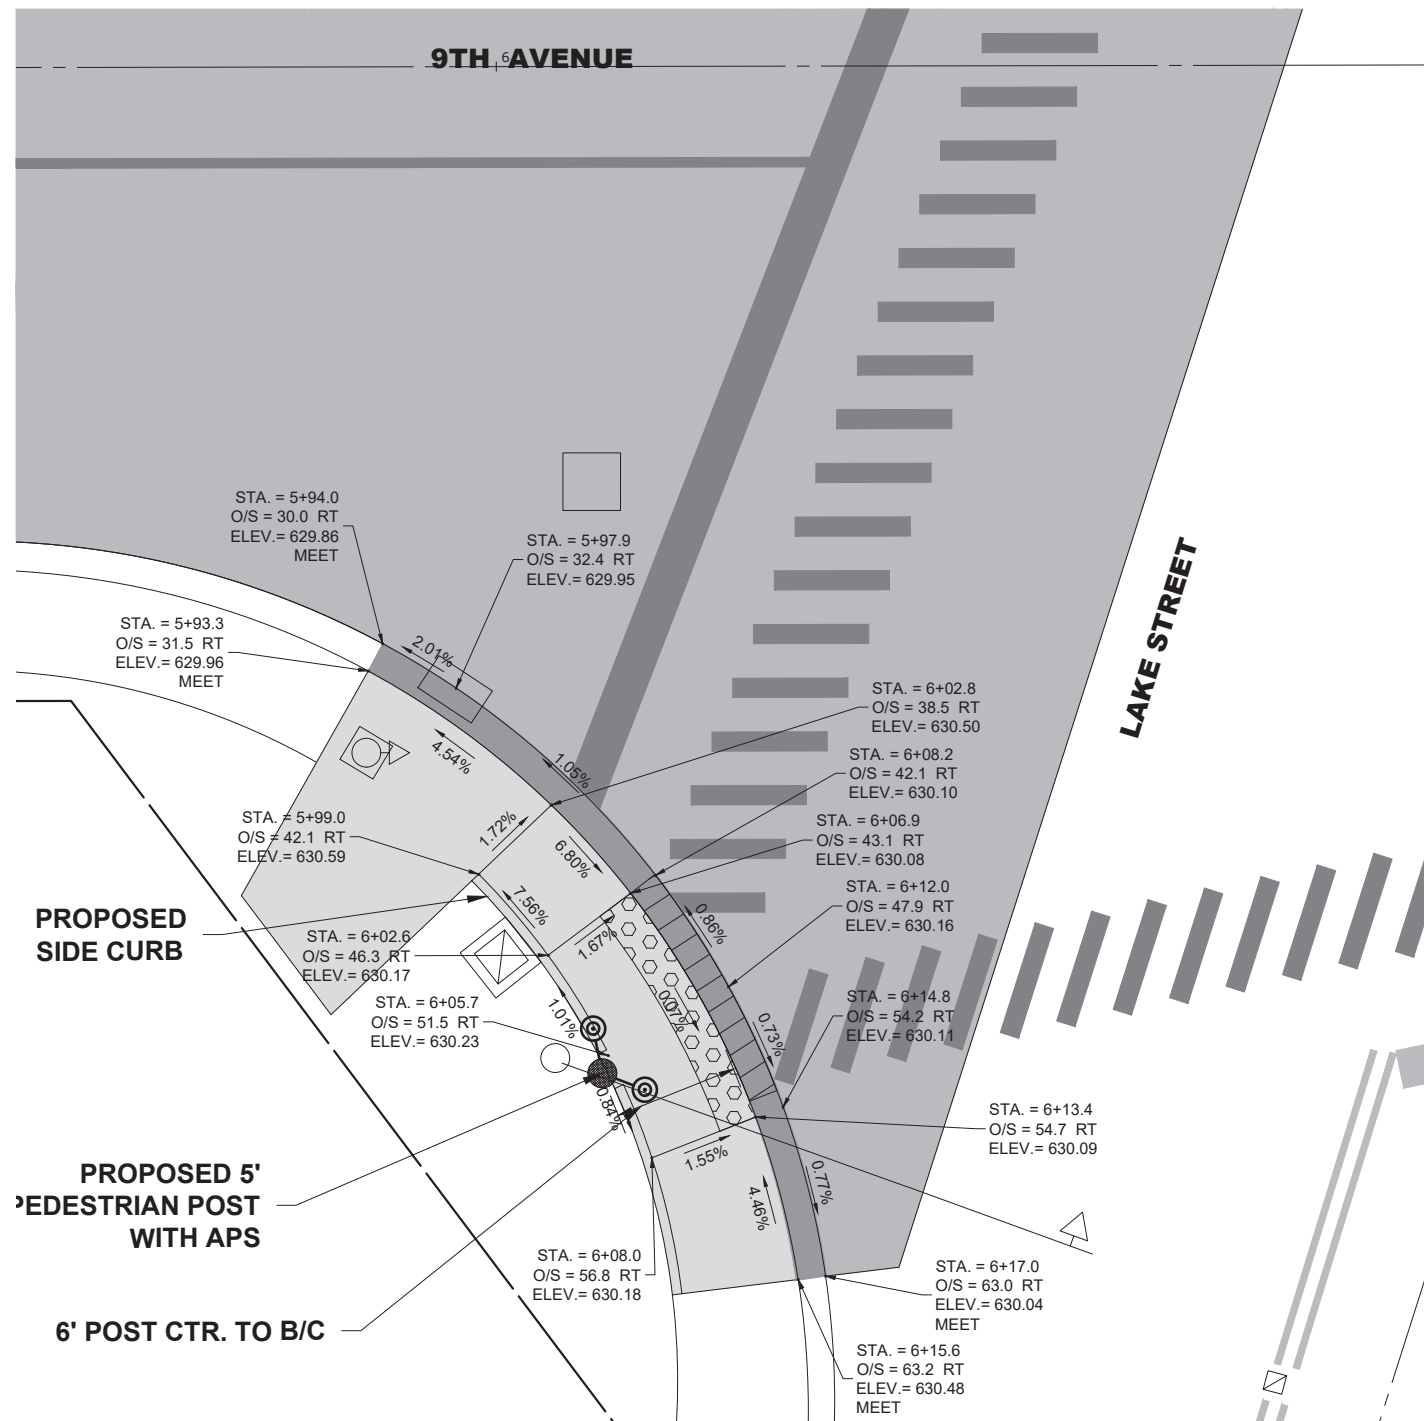 9TH AVENUE
6
STA. = 5+94.0
O/S = 30.0 RT
ELEV.= 629.86
MEET
STA. = 5+97.9
O/S = 32.4 RT
ELEV.= 629.95
STA. = 5+93.3
O/S = 31.5 RT
ELEV.= 629.96
MEET
2.01%
LAKE STREET
STA. = 6+02.8
O/S = 38.5 RT
ELEV.= 630.50
4.54%
1.05%
STA. = 6+08.2
O/S = 42.1 RT
ELEV.= 630.10
STA. = 5+99.0
O/S = 42.1 RT
ELEV.= 630.59
1.72%
6.80%
STA. = 6+06.9
O/S = 43.1 RT
ELEV.= 630.08
7.56%
STA. = 6+12.0
O/S = 47.9 RT
ELEV.= 630.16
PROPOSED
SIDE CURB
0.86%
1.67%
STA. = 6+02.6
O/S = 46.3 RT
ELEV.= 630.17
STA. = 6+05.7
O/S = 51.5 RT
ELEV.= 630.23
1.01%
0.07%
0.73%
STA. = 6+14.8
O/S = 54.2 RT
ELEV.= 630.11
0.84%
STA. = 6+13.4
O/S = 54.7 RT
ELEV.= 630.09
1.55%
PROPOSED 5'
PEDESTRIAN POST
WITH APS
4.46%
0.77%
STA. = 6+08.0
O/S = 56.8 RT
ELEV.= 630.18
STA. = 6+17.0
O/S = 63.0 RT
ELEV.= 630.04
MEET
6' POST CTR. TO B/C
STA. = 6+15.6
O/S = 63.2 RT
ELEV.= 630.48
MEET